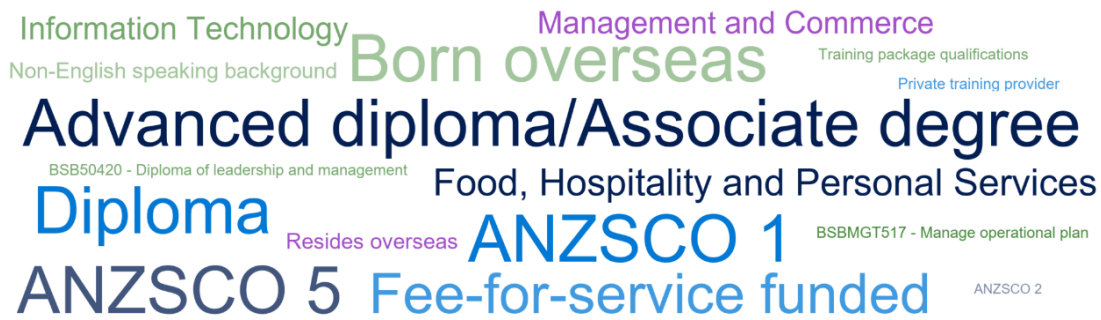 Information Technology
Management and Commerce
Born overseas
Training package qualifications
Non-English speaking background
Private training provider
Advanced diploma/Associate degree
BSB50420 - Diploma of leadership and management
Food, Hospitality and Personal Services
Diploma
ANZSCO 1
BSBMGT517 - Manage operational plan
Resides overseas
ANZSCO 5
Fee-for-service funded
ANZSCO 2